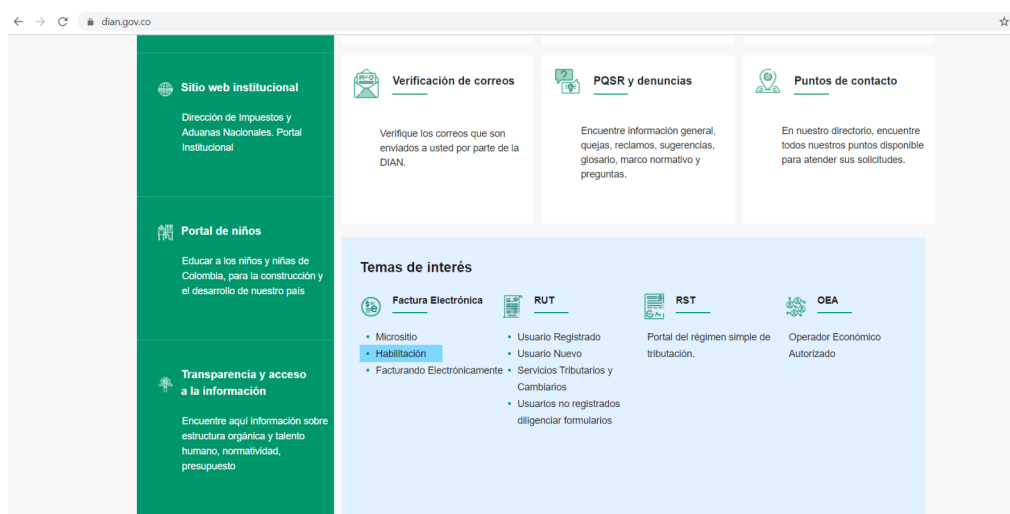 dian.gov.co
Sitio web institucional
Dirección de Impuestos y
Aduanas Nacionales. Portal
Institucional
Portal de niños
Educar a los niños y niñas de
Colombia, para la construcción y
el desarrollo de nuestro país
Transparencia y acceso
a la información
Encuentre aquí información sobre
estructura orgánica y talento
humano, normatividad,
presupuesto
Verificación de correos
Verifique los correos que son
enviados a usted por parte de la
DIAN.
PQSR y denuncias
Encuentre información general,
quejas, reclamos, sugerencias,
glosario, marco normativo y
preguntas.
Puntos de contacto
En nuestro directorio, encuentre
todos nuestros puntos disponible
para atender sus solicitudes.
Temas de interés
Factura Electrónica
• Micrositio
• Habilitación
• Facturando Electrónicamente
RUT
• Usuario Registrado
• Usuario Nuevo
• Servicios Tributarios y
Cambiarios
• Usuarios no registrados
diligenciar formularios
RST
Portal del régimen simple de
tributación.
OEA
Operador Económico
Autorizado